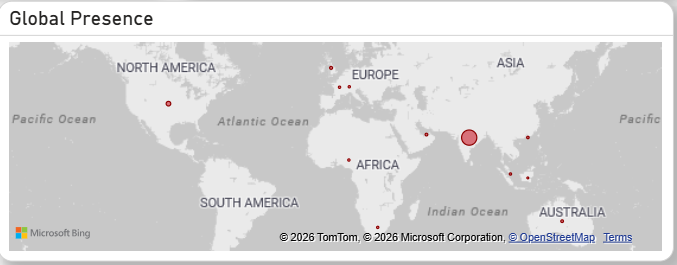 Global Presence
NORTH AMERICA
ASIA
EUROPE
Pacific Ocean
Atlantic Ocean
Pacific
AFRICA
SOUTH AMERICA
Indian Ocean
AUSTRALIA
Microsoft Bing
© 2026 TomTom, © 2026 Microsoft Corporation, © OpenStreetMap Terms